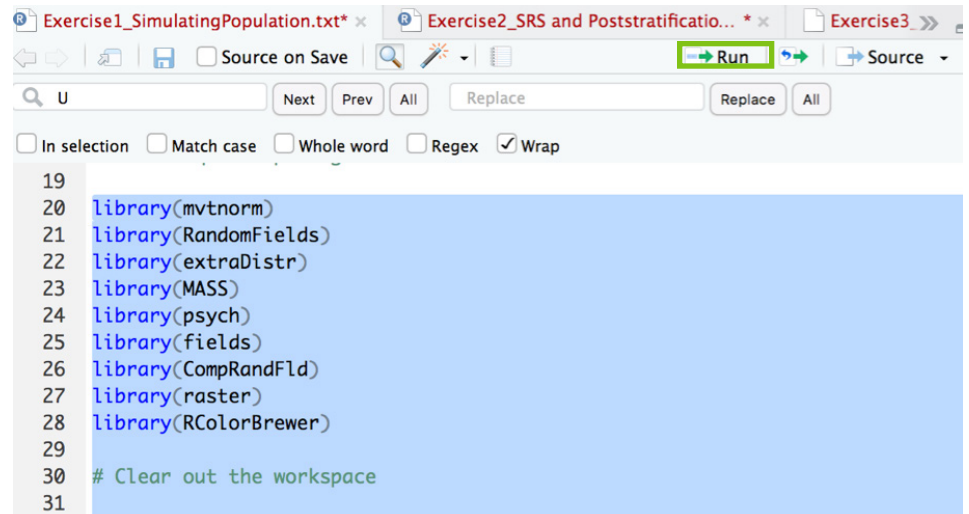 Exercise1_SimulatingPopulation.txt* × Exercise2_SRS and Poststratificatio... * × Exercise3_
Source on Save Run Source
U Next Prev All Replace Replace All
In selection Match case Whole word Regex Wrap
19
20 library(mvtnorm)
21 library(RandomFields)
22 library(extraDistr)
23 library(MASS)
24 library(psych)
25 library(fields)
26 library(CompRandFld)
27 library(raster)
28 library(RColorBrewer)
29
30 # Clear out the workspace
31